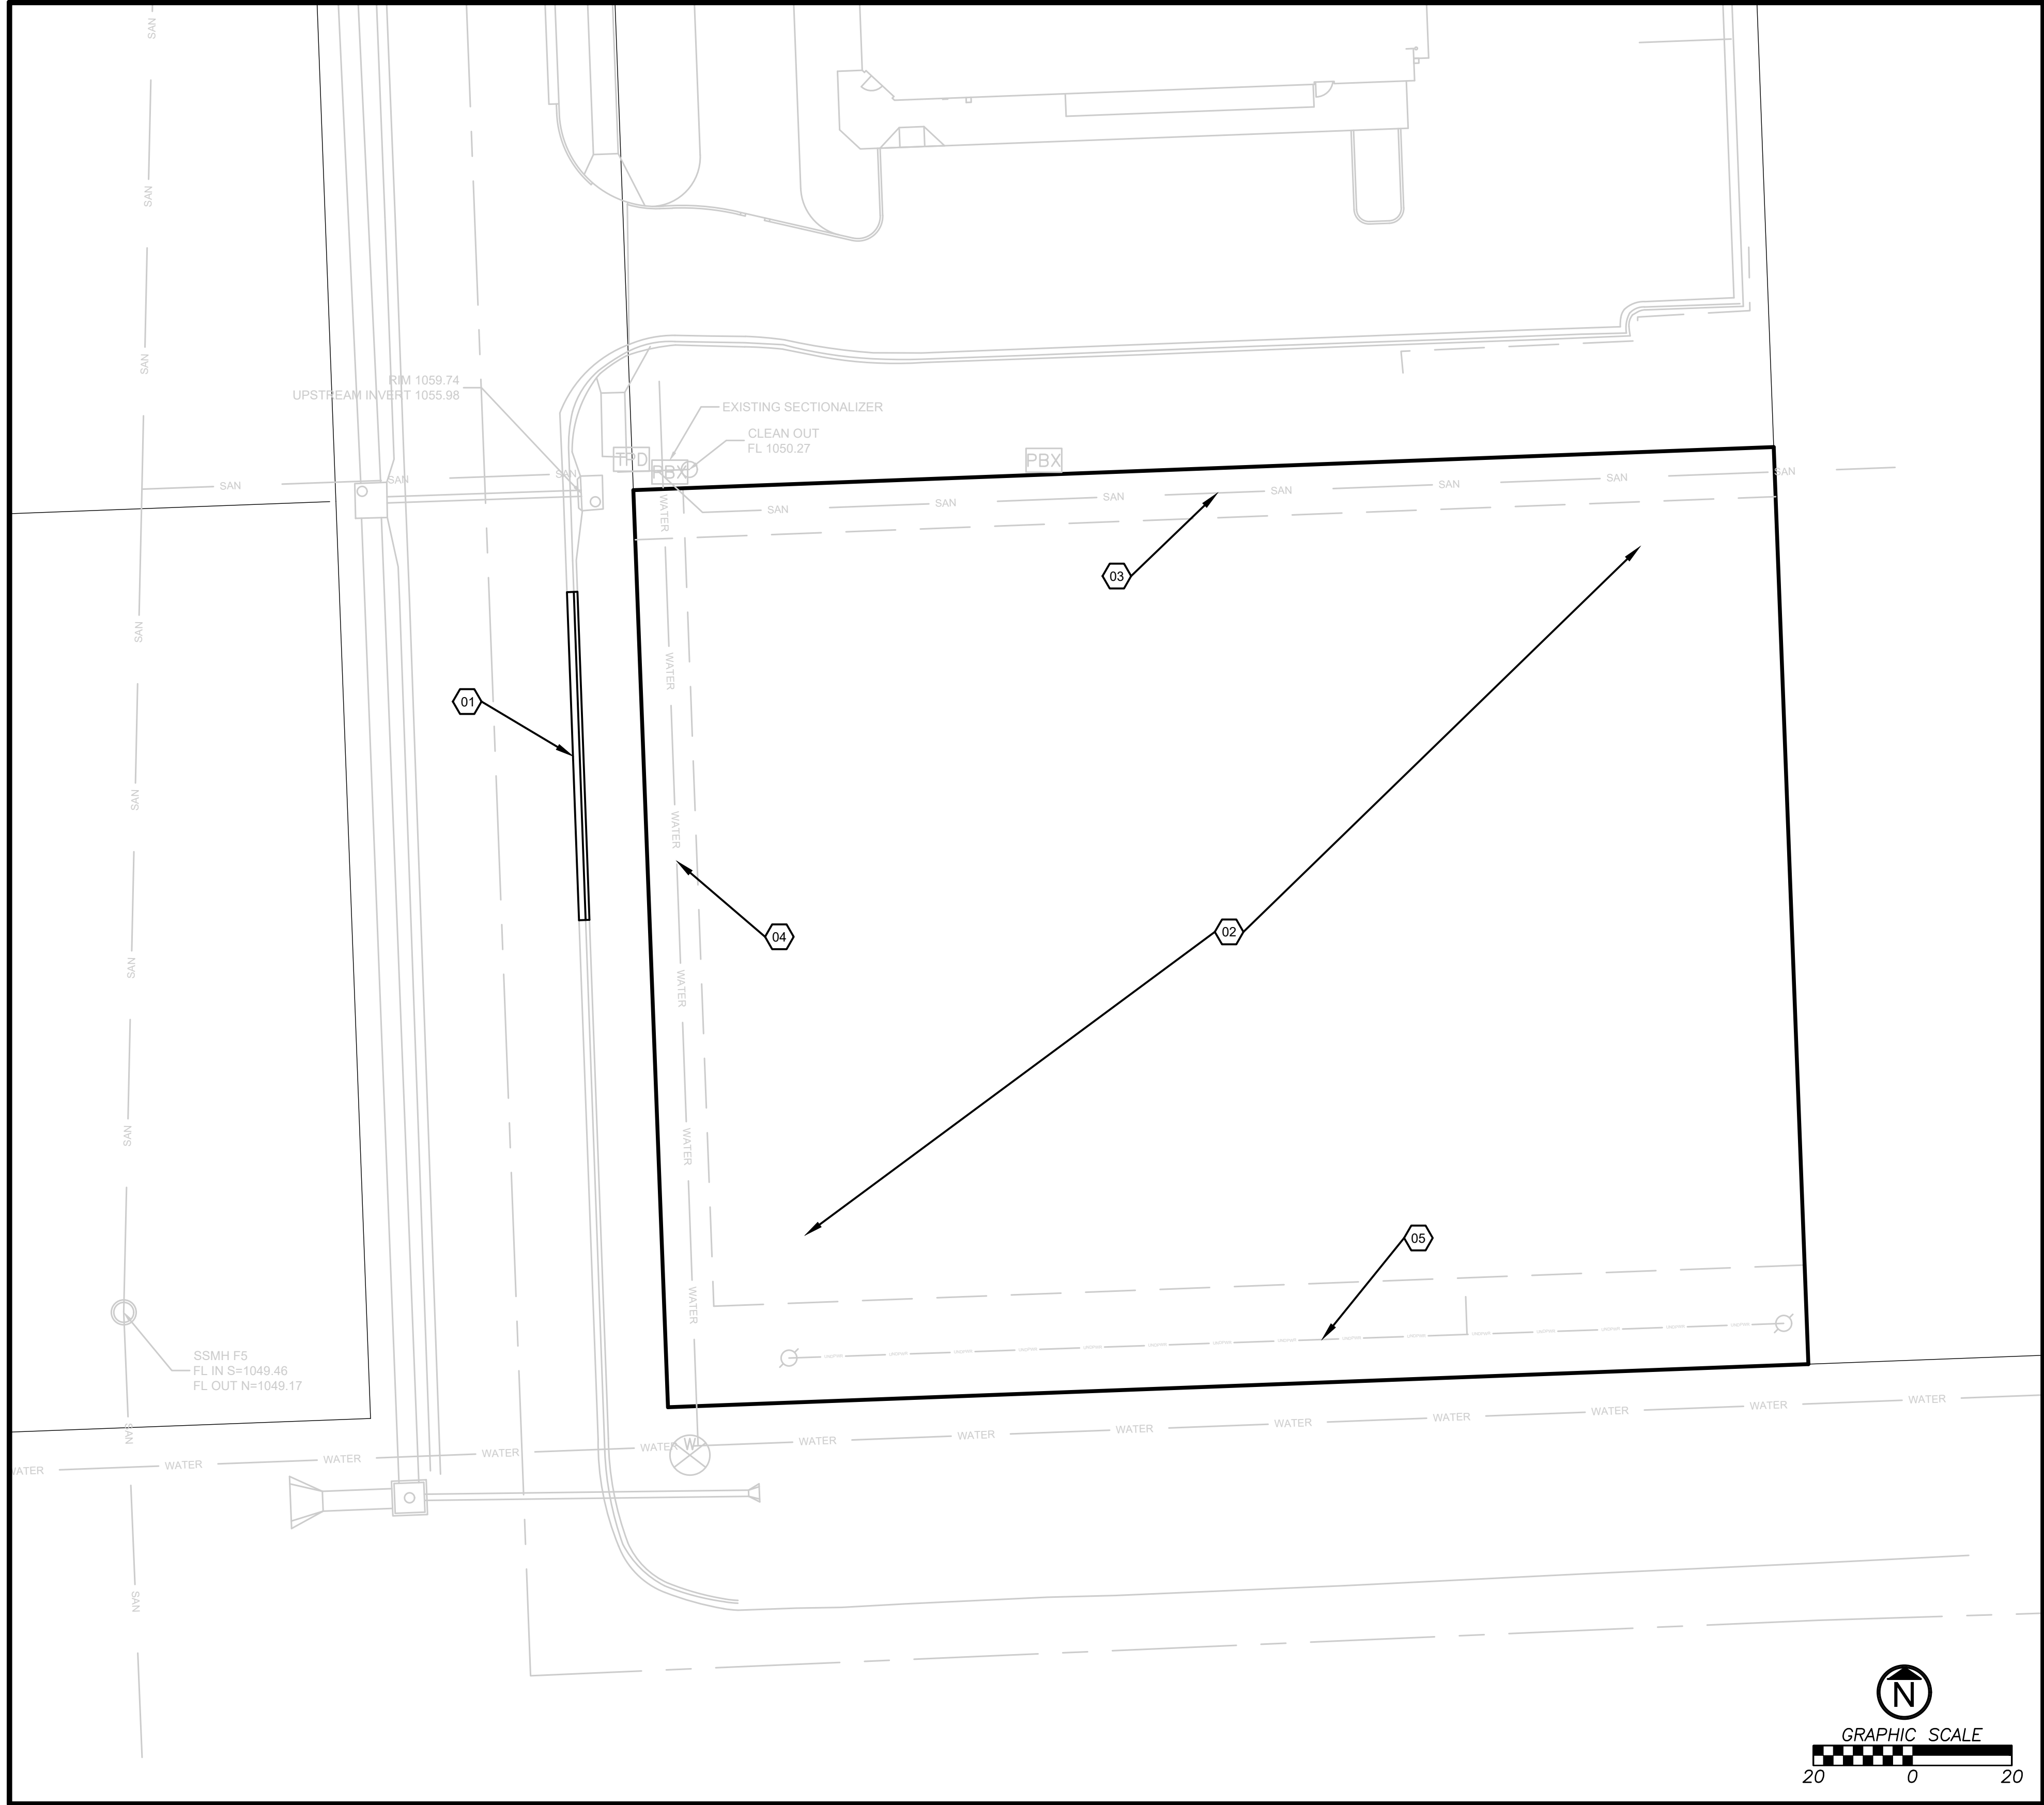 SAN
SAN
SAN
RIM 1059.74
UPSTREAM INVERT 1055.98
EXISTING SECTIONALIZER
CLEAN OUT
FL 1050.27
TPD
PBX
PBX
SAN
SAN
SAN
SAN
SAN
SAN
SAN
SAN
SAN
SAN
WATER
03
SAN
WATER
01
SAN
WATER
04
02
SAN
WATER
SAN
WATER
05
WATER
SSMH F5
FL IN S=1049.46
FL OUT N=1049.17
SAN
WATER
WATER
WATER
WATER
WATER
W
WATER
WATER
WATER
WATER
WATER
WATER
WATER
WATER
SAN
N
GRAPHIC SCALE
20 0 20